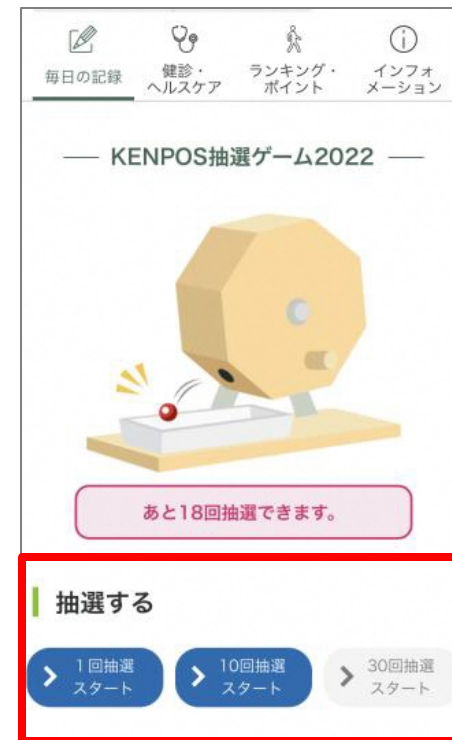 毎日の記録
健診・
ヘルスケア
ランキング・
ポイント
インフォ
メーション
KENPOS抽選ゲーム2022
あと18回抽選できます。
抽選する
1回抽選
スタート
10回抽選
スタート
30回抽選
スタート